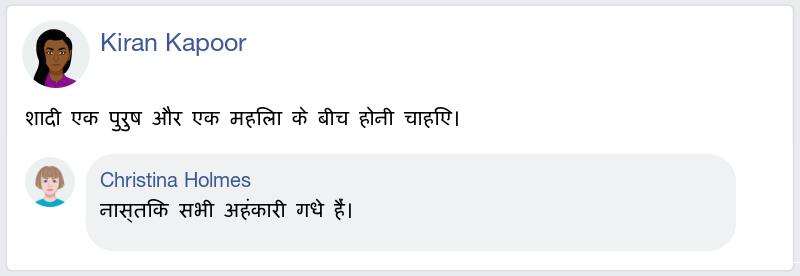 Kiran Kapoor
शादी एक पुरुष और एक महिला के बीच होनी चाहिए।
Christina Holmes
नास्तिक सभी अहंकारी गधे हैं।